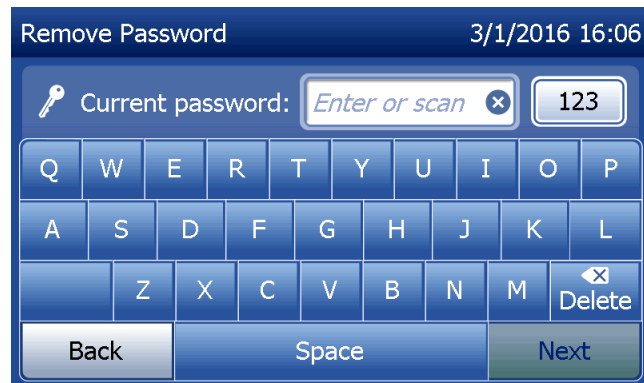 Remove Password 3/1/2016 16:06
Current password: Enter or scan 123
Q W E R T Y U I O P
A S D F G H J K L
Z X C V B N M Delete
Back Space Next